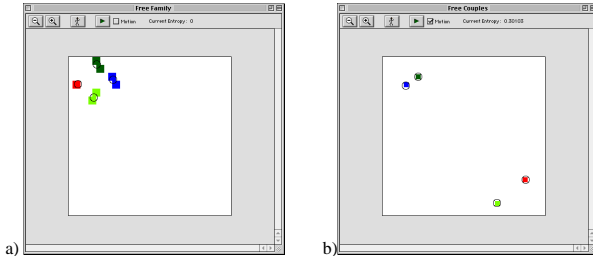 Free Family
Motion Current Entropy: 0
a)
Free Couples
Motion Current Entropy: 0.30103
b)